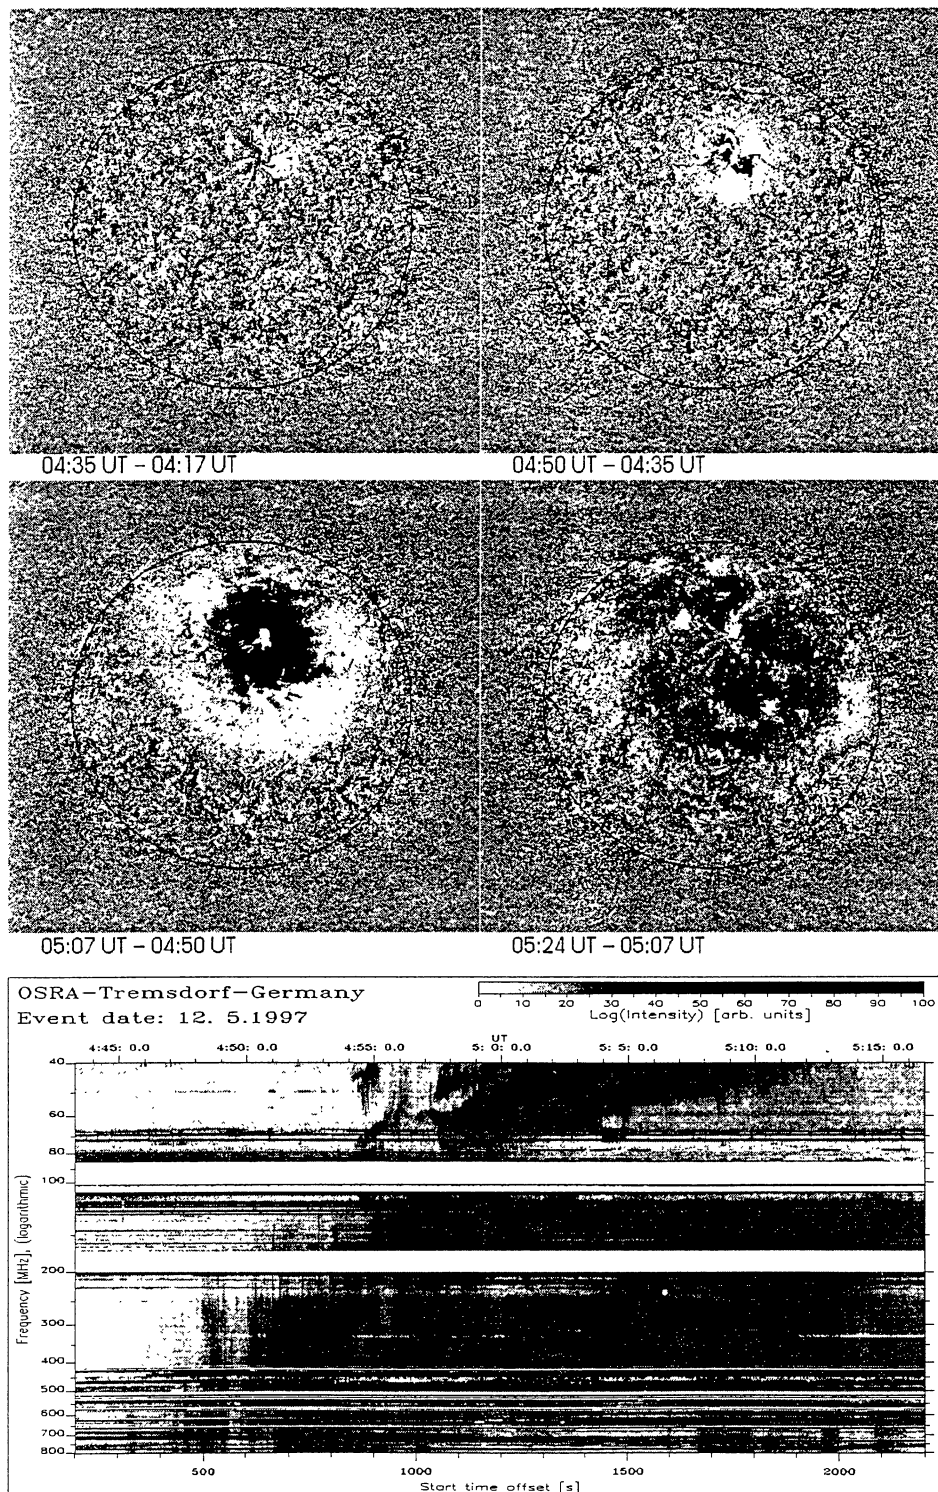 04:35 UT – 04:17 UT
04:50 UT – 04:35 UT
05:07 UT – 04:50 UT
05:24 UT – 05:07 UT
OSRA–Tremsdorf–Germany
Event date: 12. 5.1997
0 10 20 30 40 50 60 70 80 90 100
Log(Intensity) [arb. units]
UT
4:45: 0.0 4:50: 0.0 4:55: 0.0 5: 0: 0.0 5: 5: 0.0 5:10: 0.0 5:15: 0.0
Frequency [MHz], (logarithmic)
40
60
80
100
200
300
400
500
600
700
800
500 1000 1500 2000
Start time offset [s]